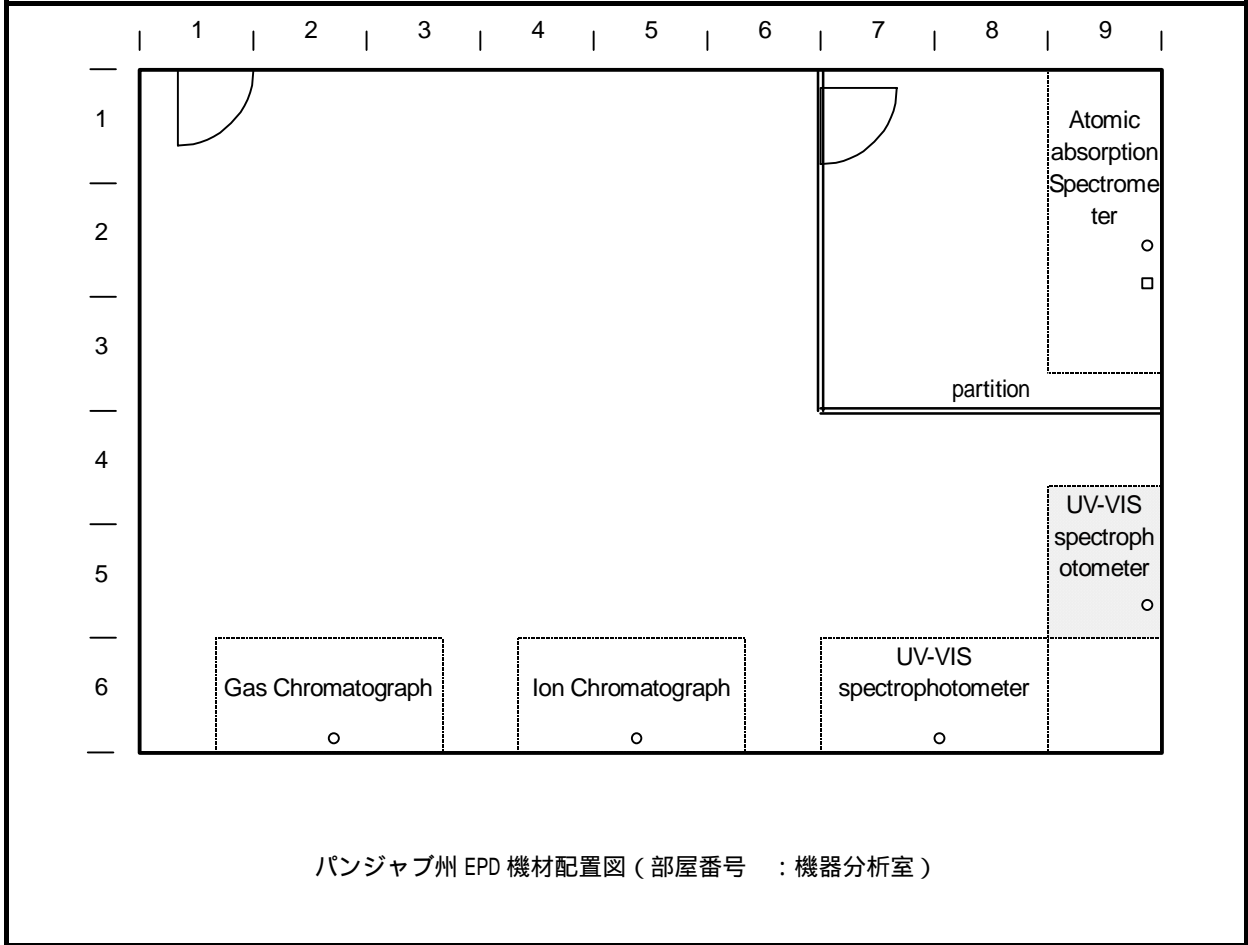 1 2 3 4 5 6 7 8 9
1
Atomic
absorption
Spectrome
ter
2
3
partition
4
UV-VIS
spectroph
otometer
5
UV-VIS
spectrophotometer
6
Gas Chromatograph
Ion Chromatograph
パンジャブ州 EPD 機材配置図(部屋番号　:機器分析室)